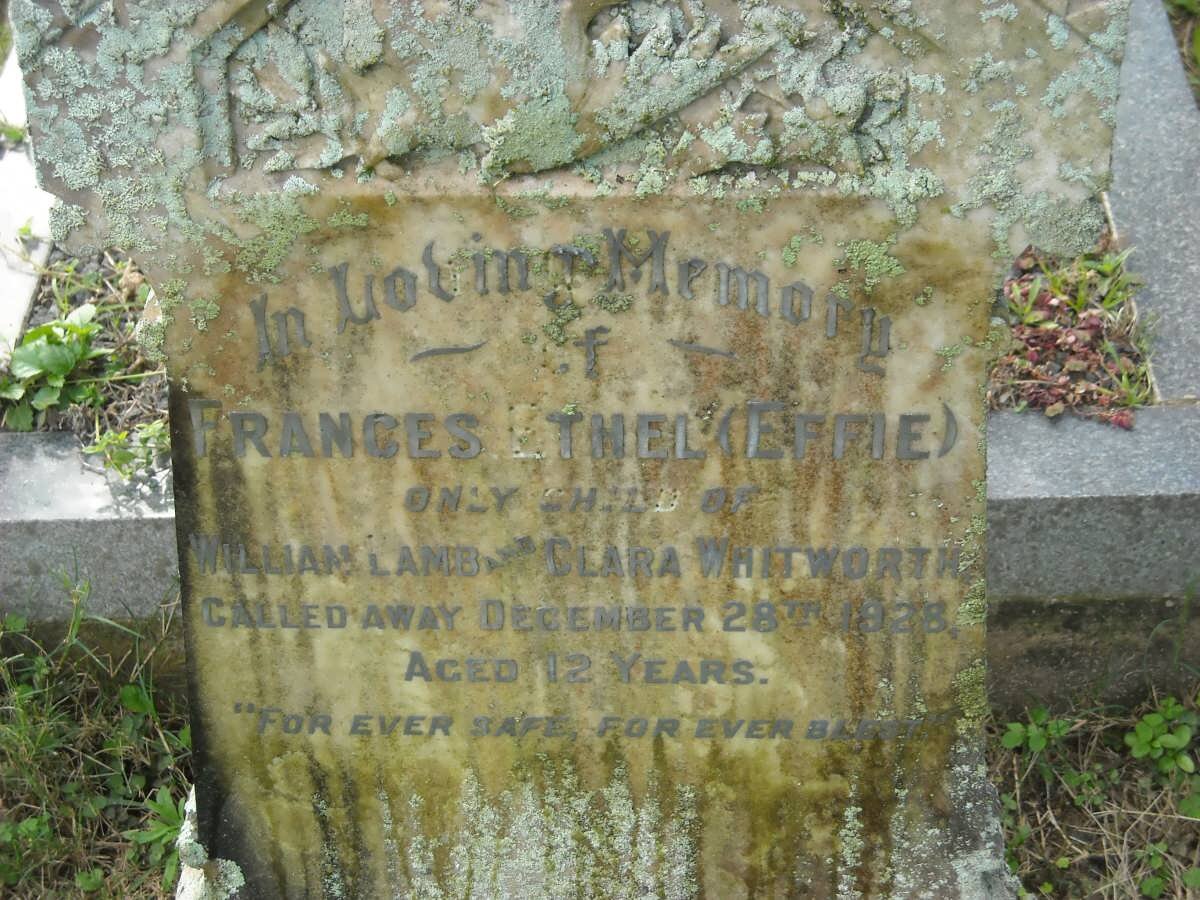 In Loving Memory
of
FRANCES ETHEL (EFFIE)
ONLY CHILD OF
WILLIAM LAMB AND CLARA WHITWORTH
CALLED AWAY DECEMBER 28TH 1928,
AGED 12 YEARS.
"FOR EVER SAFE, FOR EVER BLEST"